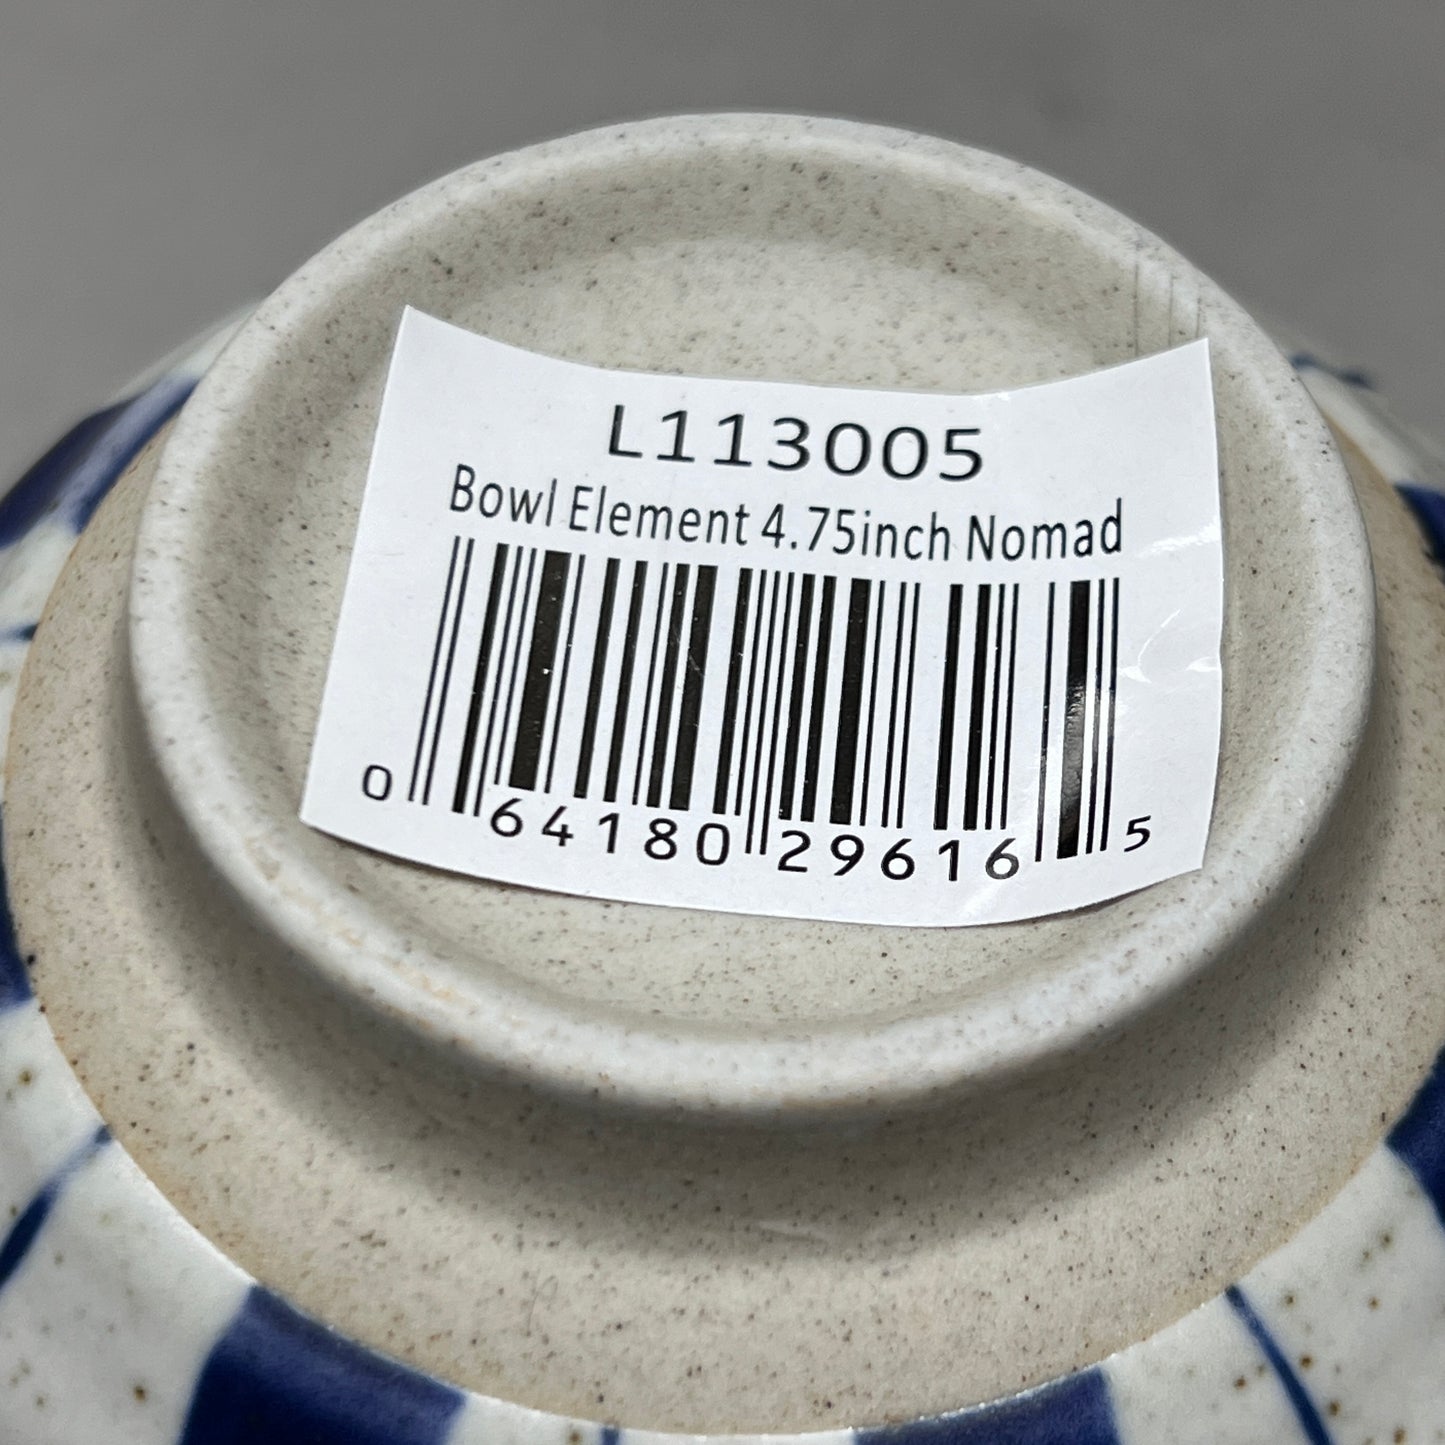 L113005
Bowl Element 4.75inch Nomad
0 64180 29616 5